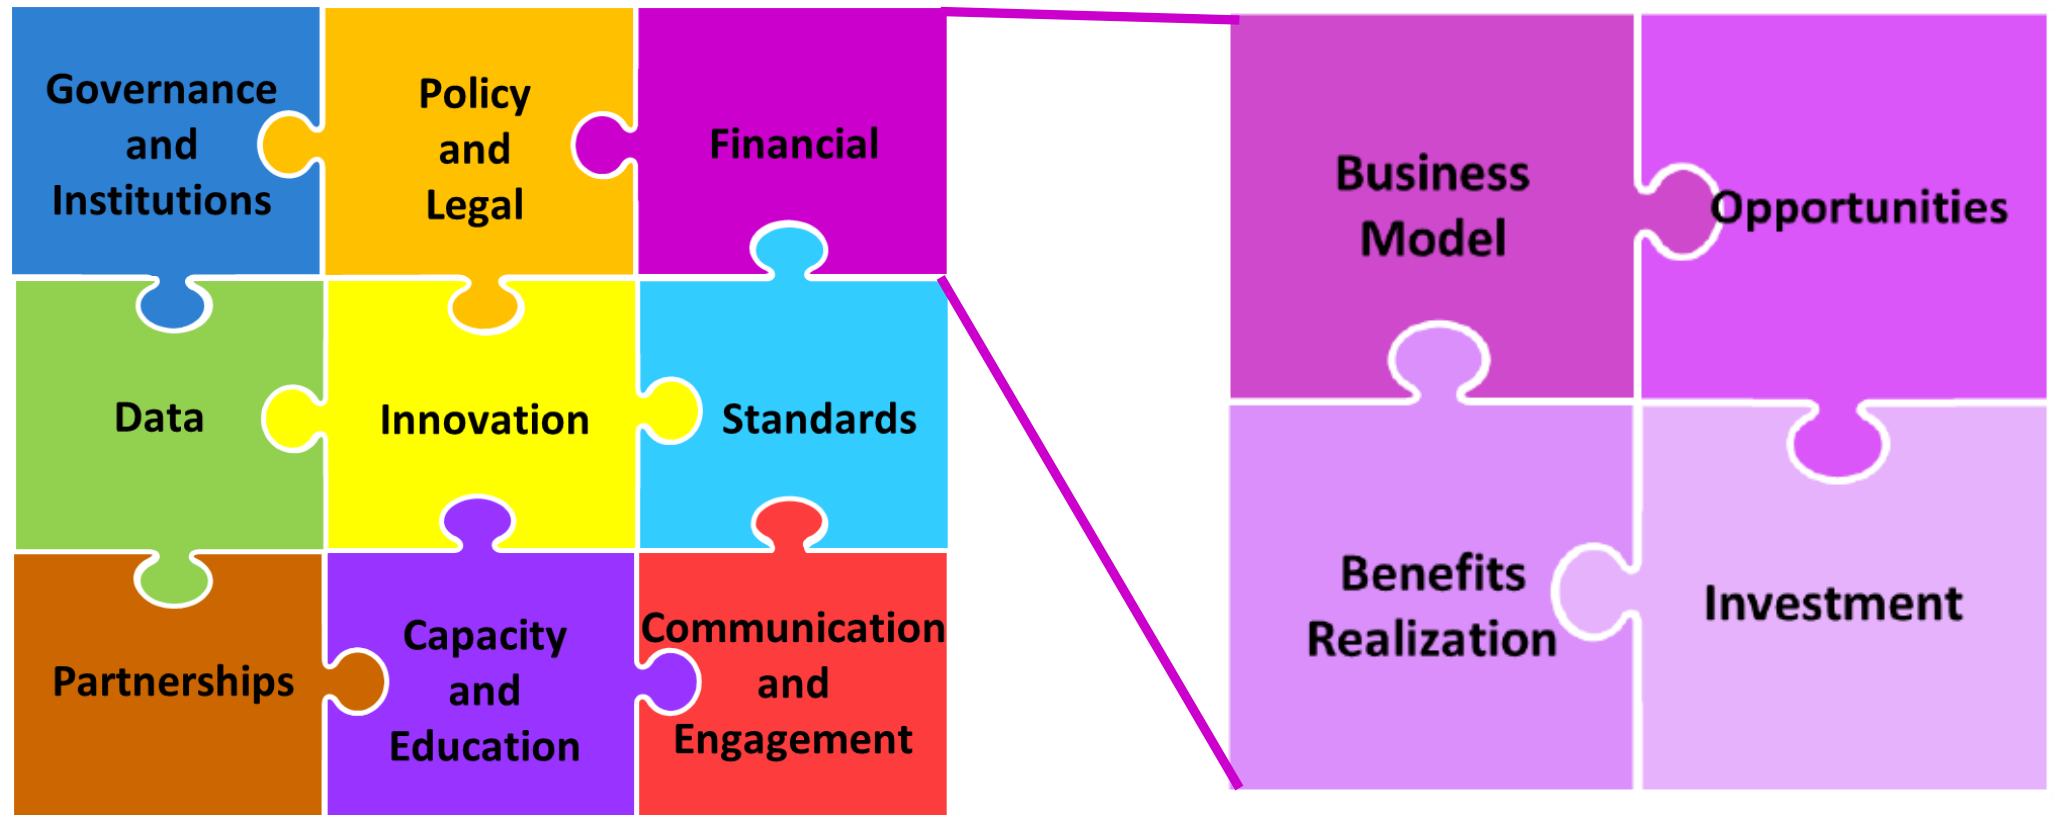 Governance
and
Institutions
Policy
and
Legal
Financial
Data
Innovation
Standards
Partnerships
Capacity
and
Education
Communication
and
Engagement
Business
Model
Opportunities
Benefits
Realization
Investment